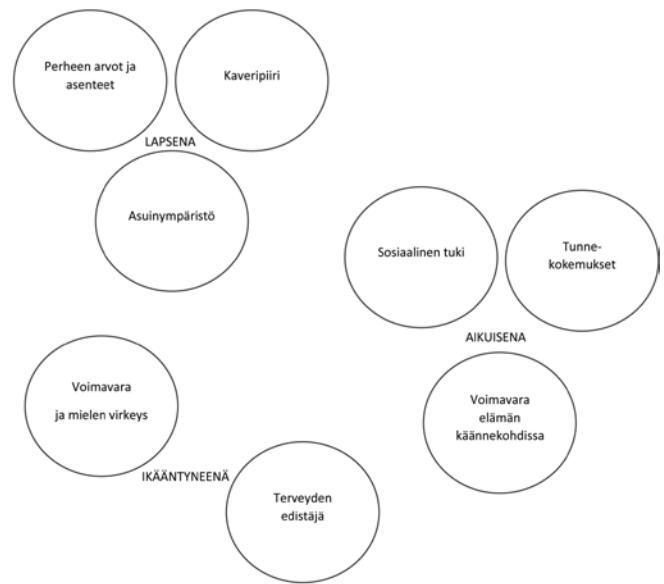 Perheen arvot ja
asenteet
Kaveripiiri
LAPSENA
Asuinympäristö
Sosiaalinen tuki
Tunne-
kokemukset
AIKUISENA
Voimavara
elämän
käännekohdissa
Voimavara
ja mielen virkeys
IKÄÄNTYNEENÄ
Terveyden
edistäjä